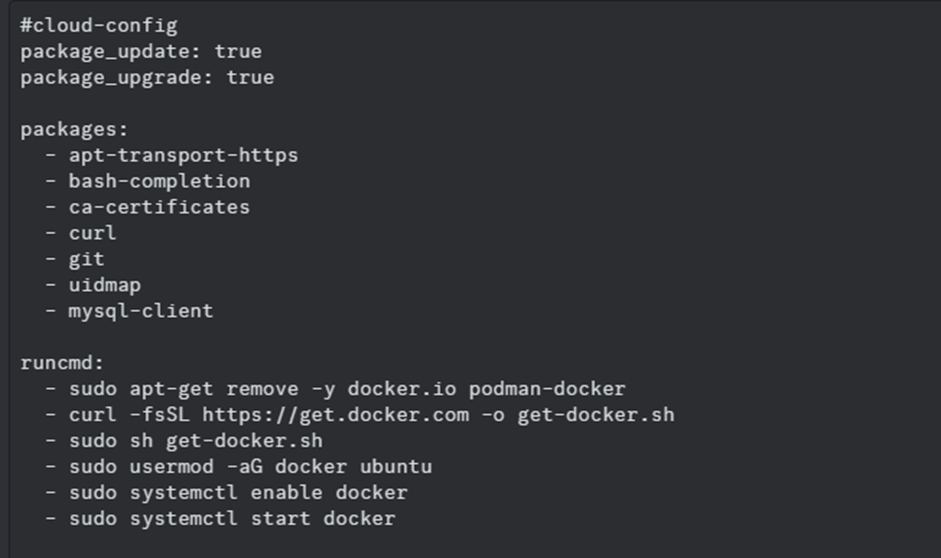 #cloud-config
package_update: true
package_upgrade: true

packages:
  - apt-transport-https
  - bash-completion
  - ca-certificates
  - curl
  - git
  - uidmap
  - mysql-client

runcmd:
  - sudo apt-get remove -y docker.io podman-docker
  - curl -fsSL https://get.docker.com -o get-docker.sh
  - sudo sh get-docker.sh
  - sudo usermod -aG docker ubuntu
  - sudo systemctl enable docker
  - sudo systemctl start docker